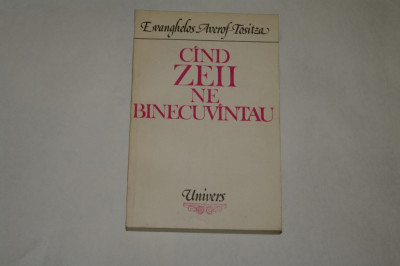 Evanghelos Averof-Tositza
CÎND
ZEII
NE
BINECUVÎNTAU
Univers